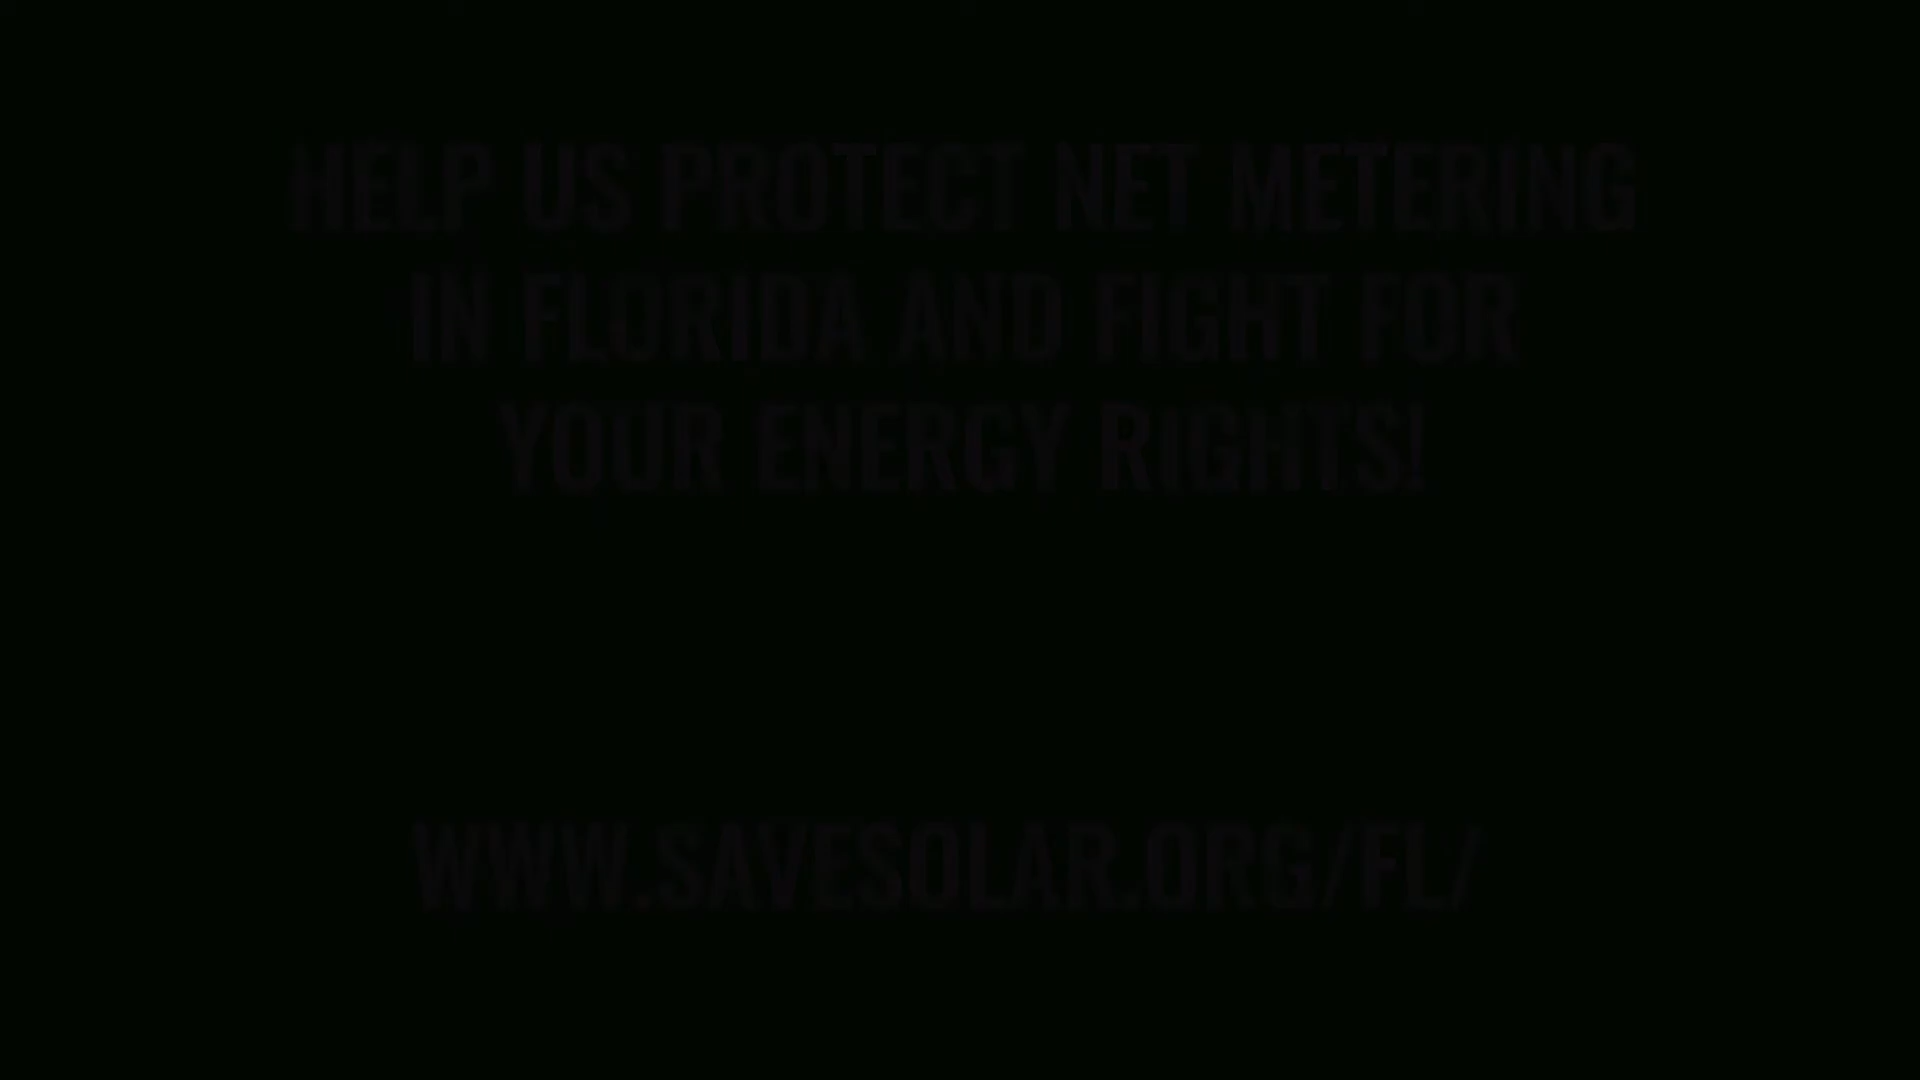 HELP US PROTECT NET METERING
IN FLORIDA AND FIGHT FOR
YOUR ENERGY RIGHTS!
WWW.SAVESOLAR.ORG/FL/